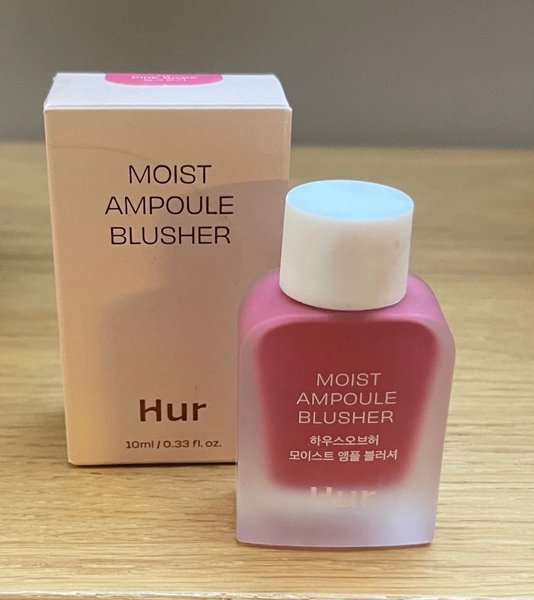 MOIST
AMPOULE
BLUSHER
Hur
10ml / 0.33 fl. oz.
MOIST
AMPOULE
BLUSHER
하우스오브허
모이스트 앰플 블러셔
Hur